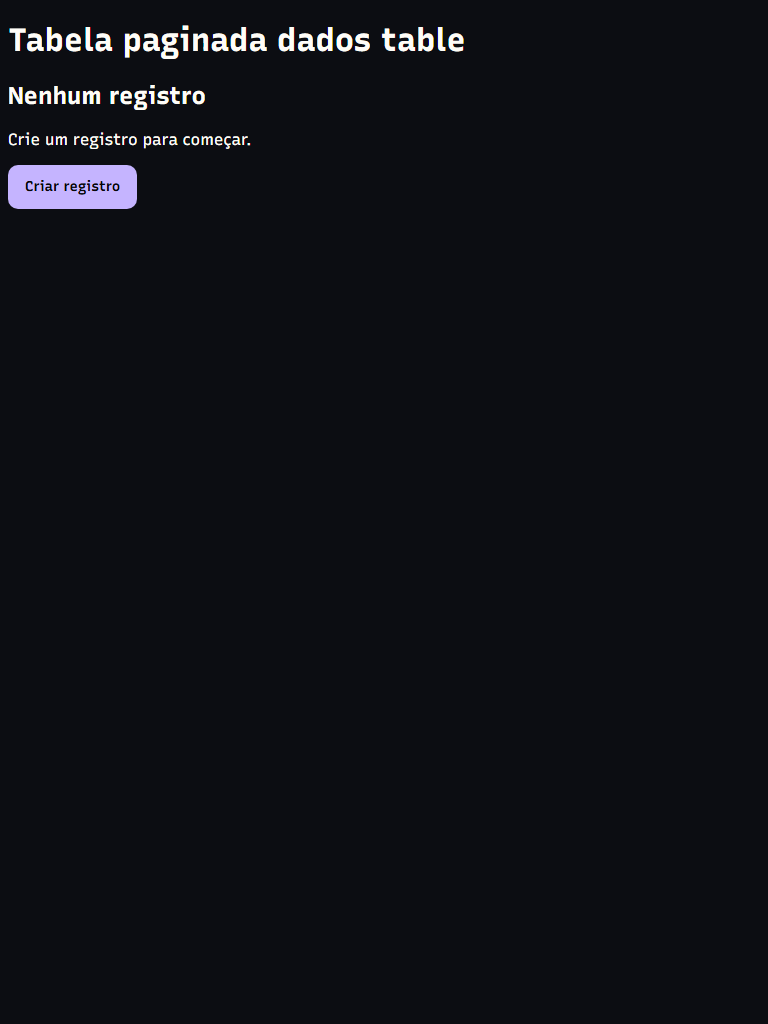 Tabela paginada dados table
Nenhum registro
Crie um registro para começar.
Criar registro